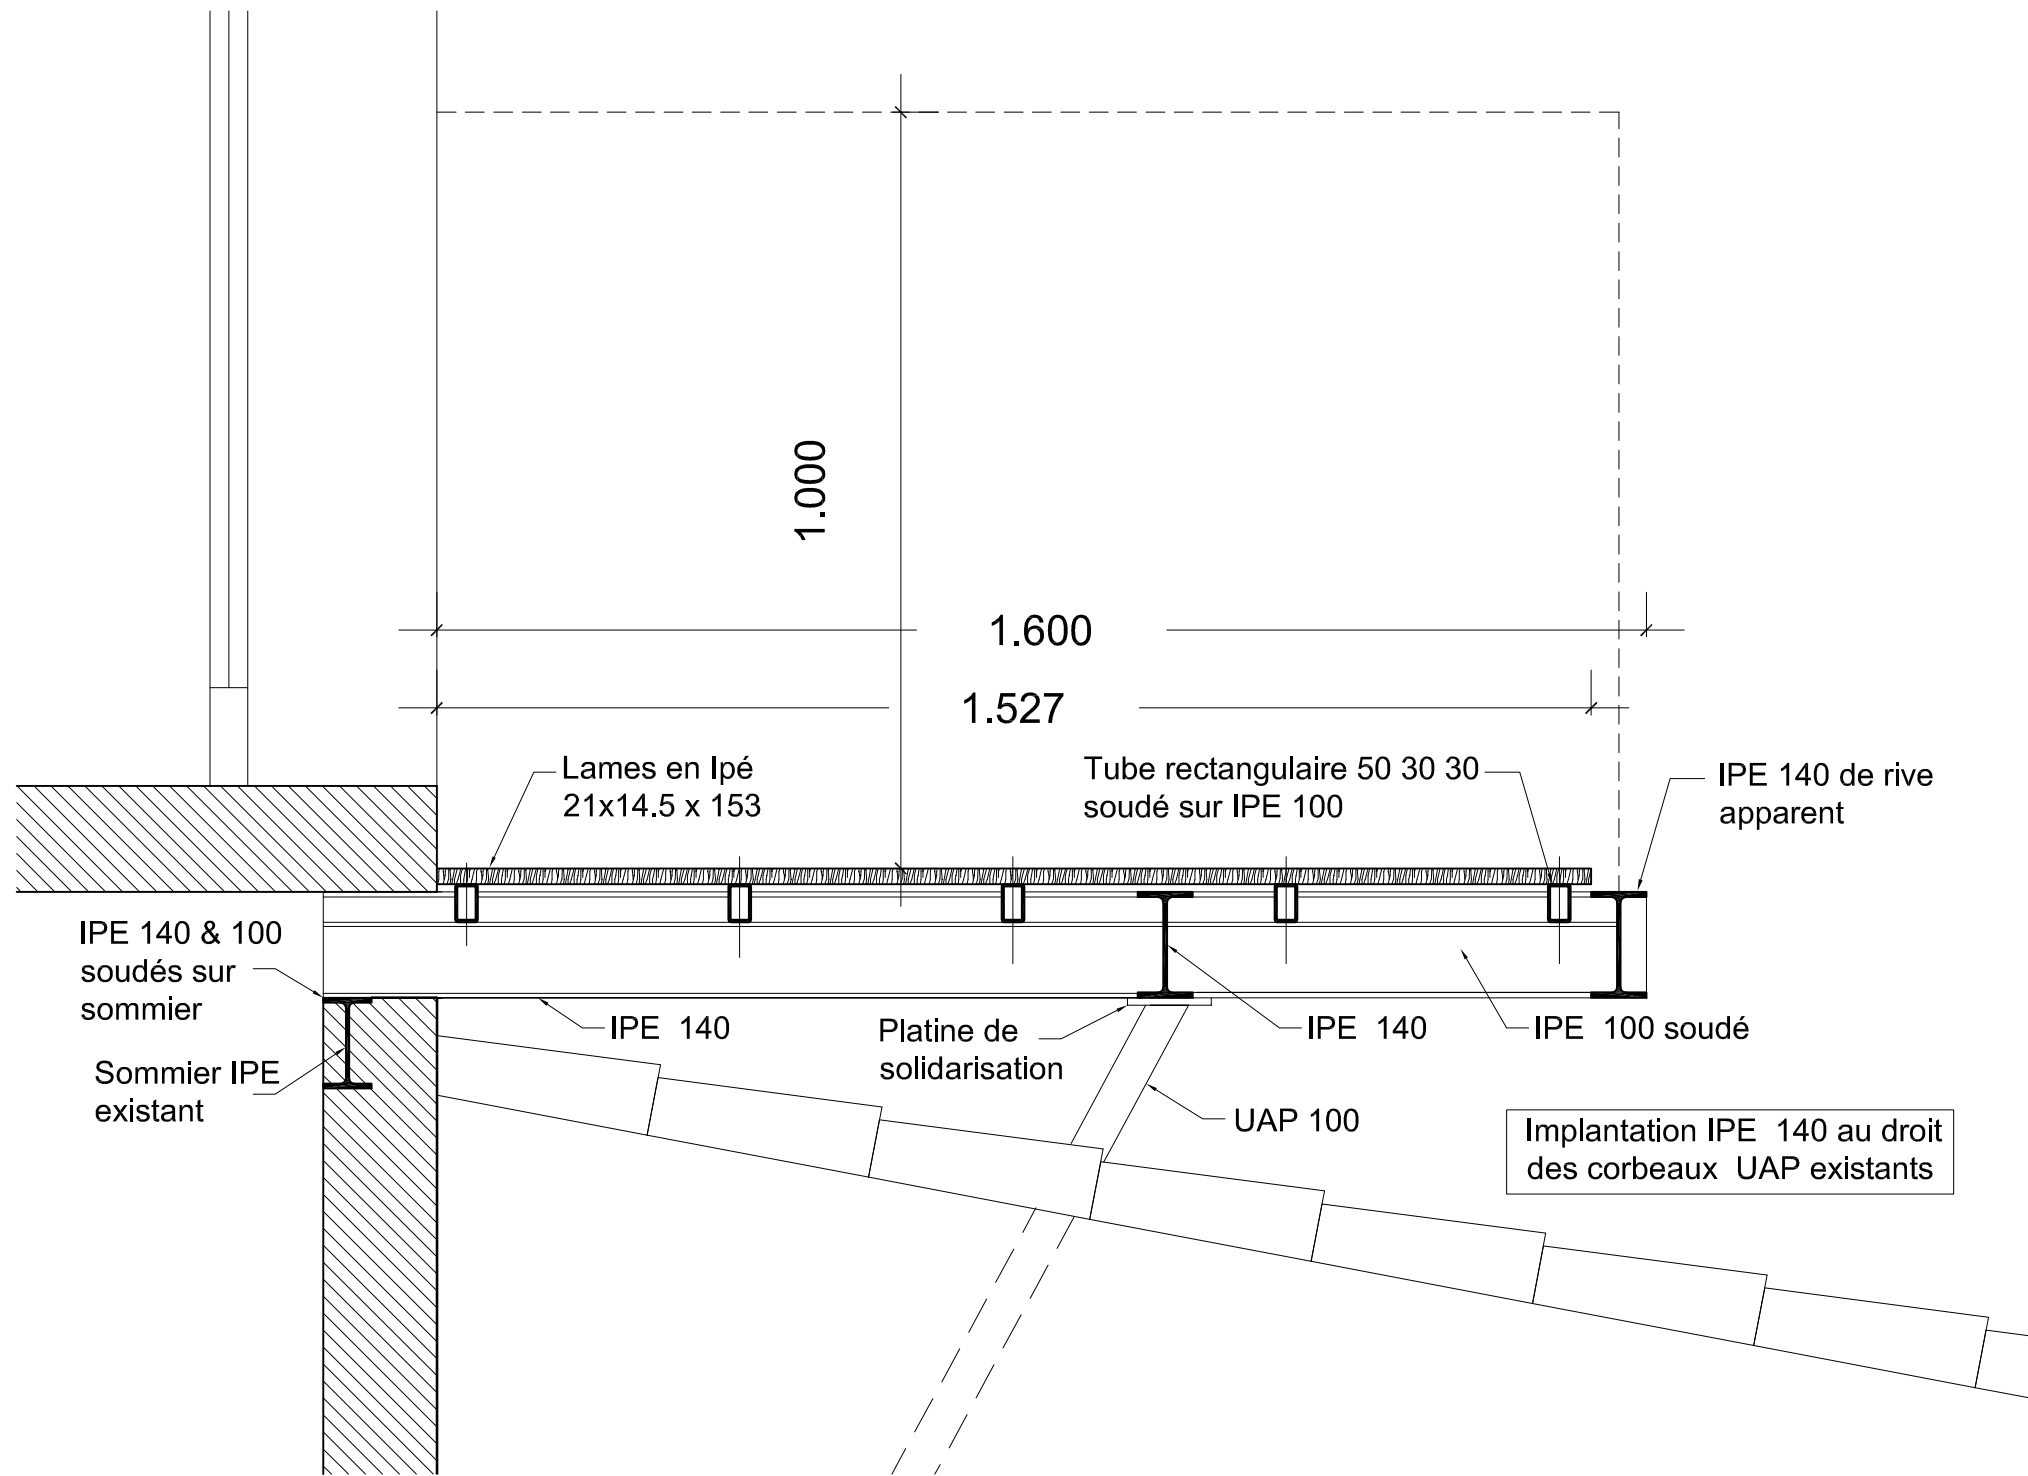 1.000
1.600
1.527
Lames en Ipé
21x14.5 x 153
Tube rectangulaire 50 30 30
soudé sur IPE 100
IPE 140 de rive
apparent
IPE 140 & 100
soudés sur
sommier
Sommier IPE
existant
IPE 140
Platine de
solidarisation
IPE 140
IPE 100 soudé
UAP 100
Implantation IPE 140 au droit
des corbeaux UAP existants